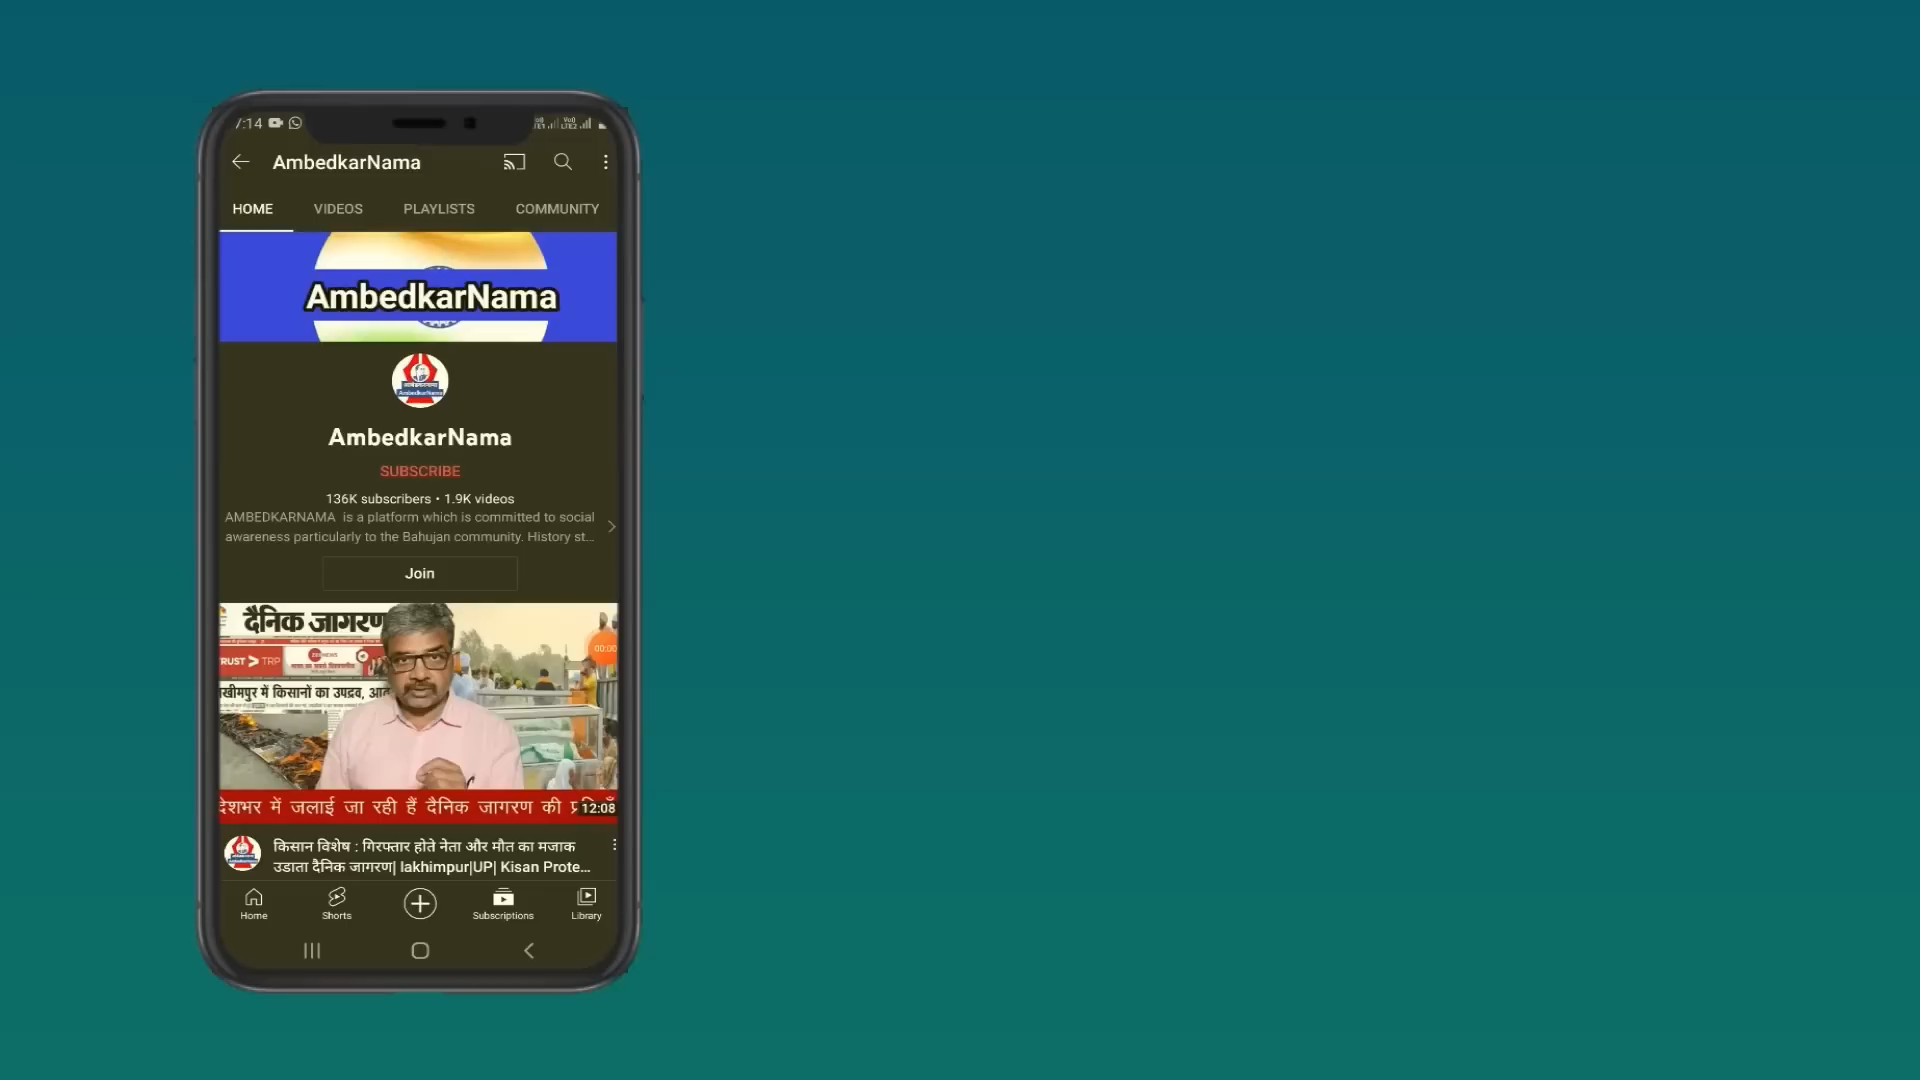 7:14
AmbedkarNama
HOME VIDEOS PLAYLISTS COMMUNITY
AmbedkarNama
AmbedkarNama
SUBSCRIBE
136K subscribers • 1.9K videos
AMBEDKARNAMA is a platform which is committed to social
awareness particularly to the Bahujan community. History st...
Join
दैनिक जागरण
TRUST TRP
00:00
खीमपुर में किसानों का उपद्रव,
देशभर में जलाई जा रही हैं दैनिक जागरण की
12:08
किसान विशेष : गिरफ्तार होते नेता और मौत का मजाक
उडाता दैनिक जागरण| lakhimpur|UP| Kisan Prote...
Home Shorts Subscriptions Library